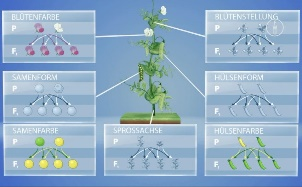 BLÜTENFARBE
P
F₁
BLÜTENSTELLUNG
P
F₁
SAMENFORM
P
F₁
HÜLSENFORM
P
F₁
SAMENFARBE
P
F₁
SPROSSACHSE
P
F₁
HÜLSENFARBE
P
F₁